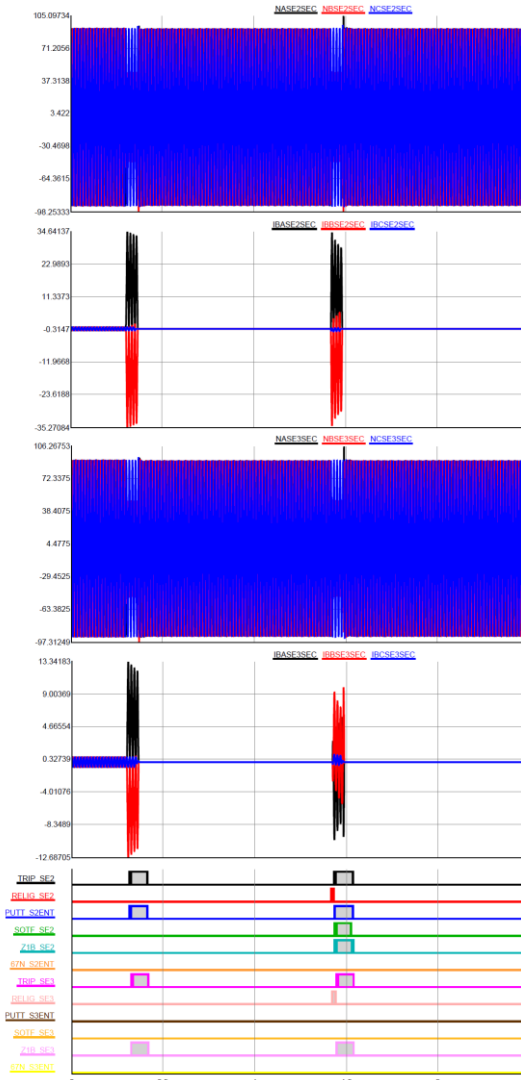 105.09734 NASE2SEC NBSE2SEC NCSE2SEC
71.2056
37.3138
3.422
-30.4698
-64.3615
-98.25333
34.64137 IBASE2SEC IBBSE2SEC IBCSE2SEC
22.9893
11.3373
-0.3147
-11.9668
-23.6188
-35.27084
106.26753 NASE3SEC NBSE3SEC NCSE3SEC
72.3375
38.4075
4.4775
-29.4525
-63.3825
-97.31249
13.34183 IBASE3SEC IBBSE3SEC IBCSE3SEC
9.00369
4.66554
0.32739
-4.01076
-8.3489
-12.68705
TRIP_SE2
RELIG_SE2
PUTT_S2ENT
SOTF_SE2
Z1B_SE2
67N_S2ENT
TRIP_SE3
RELIG_SE3
PUTT_S3ENT
SOTF_SE3
Z1B_SE3
67N_S3ENT